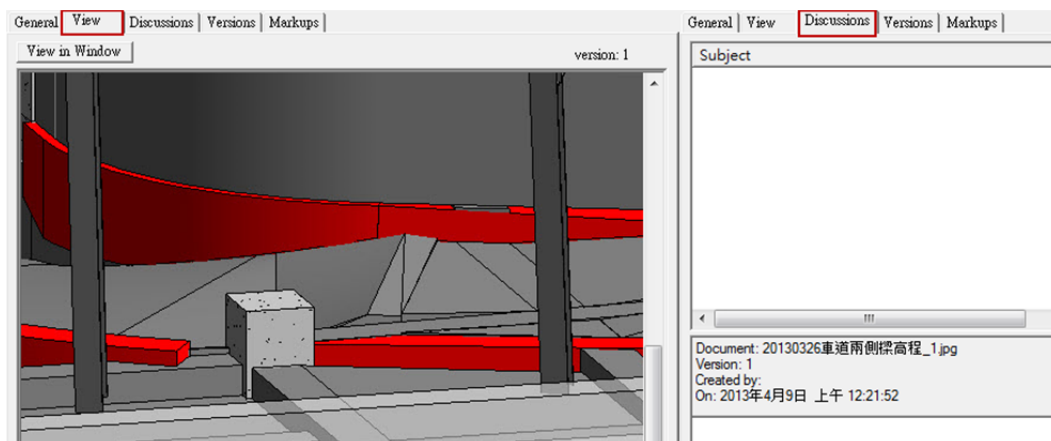 General View Discussions Versions Markups
View in Window
version: 1
General View Discussions Versions Markups
Subject
Document: 20130326車道兩側樑高程_1.jpg
Version: 1
Created by:
On: 2013年4月9日 上午 12:21:52